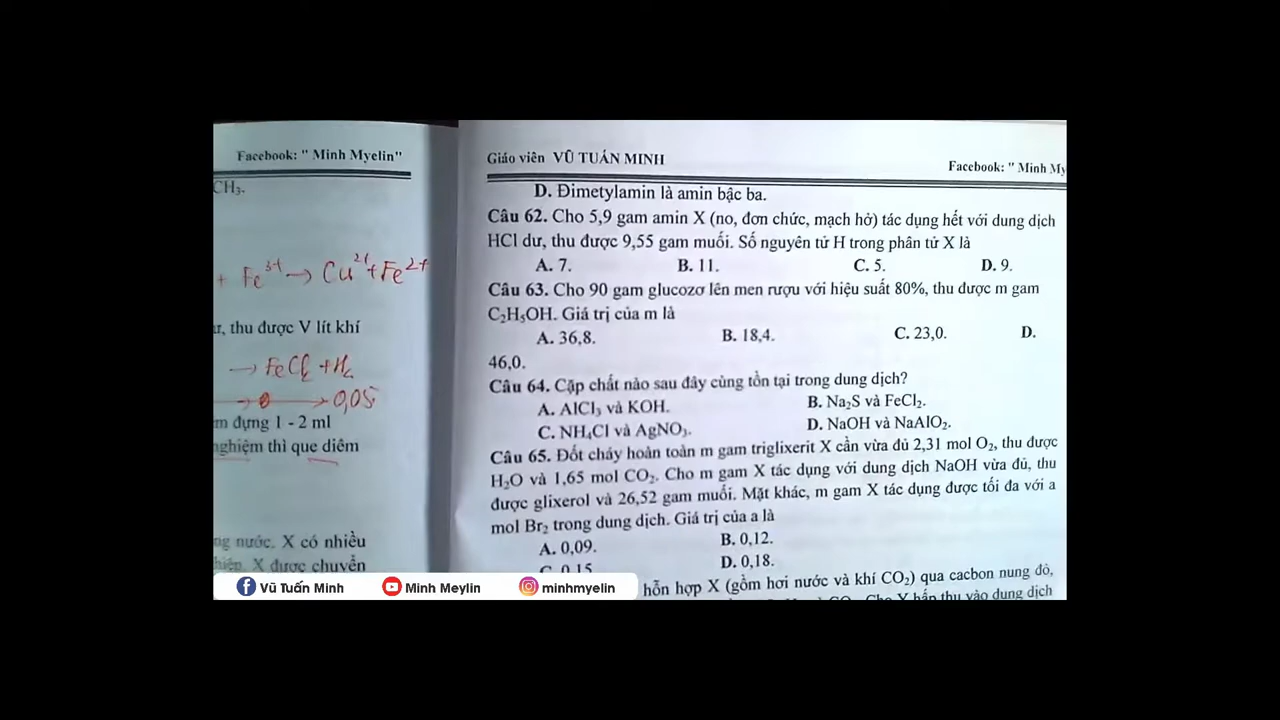 Facebook: " Minh Myelin"
CH₃.
+ Fe³⁺ → Cu²⁺ + Fe²⁺
thu được V lít khí
→ FeCl₂ + H₂
→ 0,05
m đựng 1 - 2 ml
nghiệm thì que diêm
ng nước. X có nhiều
X được chuyển
Giáo viên VŨ TUẤN MINH
Facebook: " Minh My
D. Đimetylamin là amin bậc ba.
Câu 62. Cho 5,9 gam amin X (no, đơn chức, mạch hở) tác dụng hết với dung dịch
HCl dư, thu được 9,55 gam muối. Số nguyên tử H trong phân tử X là
A. 7. B. 11. C. 5. D. 9.
Câu 63. Cho 90 gam glucozơ lên men rượu với hiệu suất 80%, thu được m gam
C₂H₅OH. Giá trị của m là
A. 36,8. B. 18,4. C. 23,0. D.
46,0.
Câu 64. Cặp chất nào sau đây cùng tồn tại trong dung dịch?
A. AlCl₃ và KOH. B. Na₂S và FeCl₂.
C. NH₄Cl và AgNO₃. D. NaOH và NaAlO₂.
Câu 65. Đốt cháy hoàn toàn m gam triglixerit X cần vừa đủ 2,31 mol O₂, thu được
H₂O và 1,65 mol CO₂. Cho m gam X tác dụng với dung dịch NaOH vừa đủ, thu
được glixerol và 26,52 gam muối. Mặt khác, m gam X tác dụng được tối đa với a
mol Br₂ trong dung dịch. Giá trị của a là
A. 0,09. B. 0,12.
C. 0,15. D. 0,18.
hỗn hợp X (gồm hơi nước và khí CO₂) qua cacbon nung đỏ,
Cho Y hấp thụ vào dung dịch
Vũ Tuấn Minh Minh Meylin minhmyelin